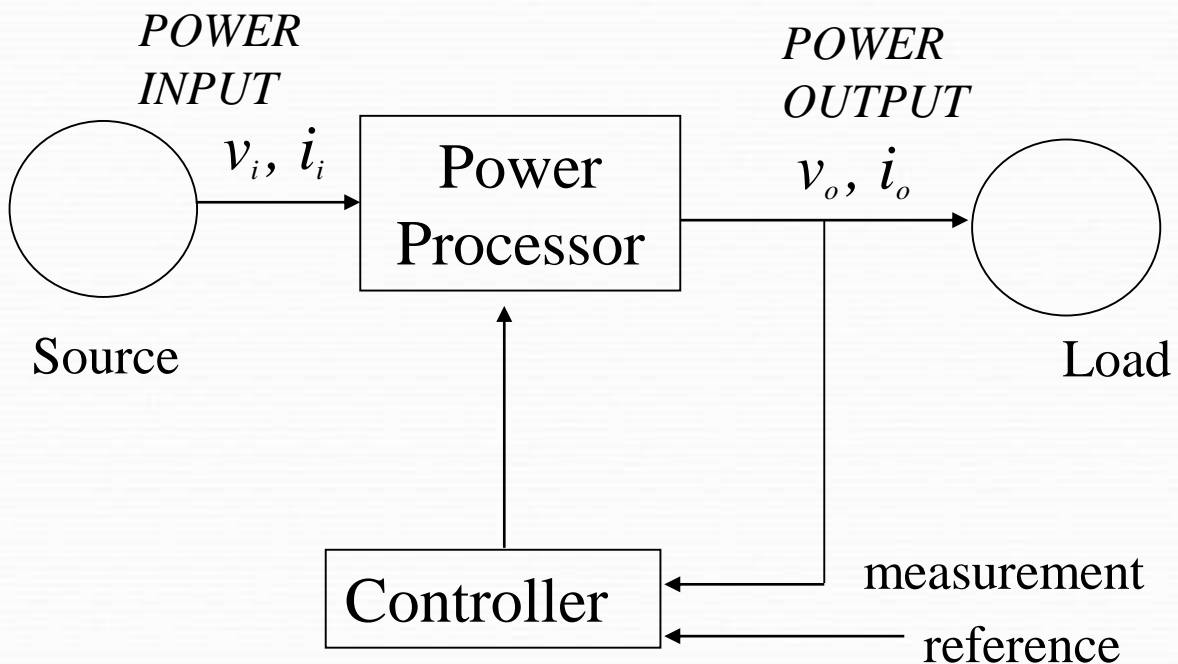 POWER
INPUT
v_i, i_i
POWER
OUTPUT
v_o, i_o
Power
Processor
Source
Load
Controller
measurement
reference